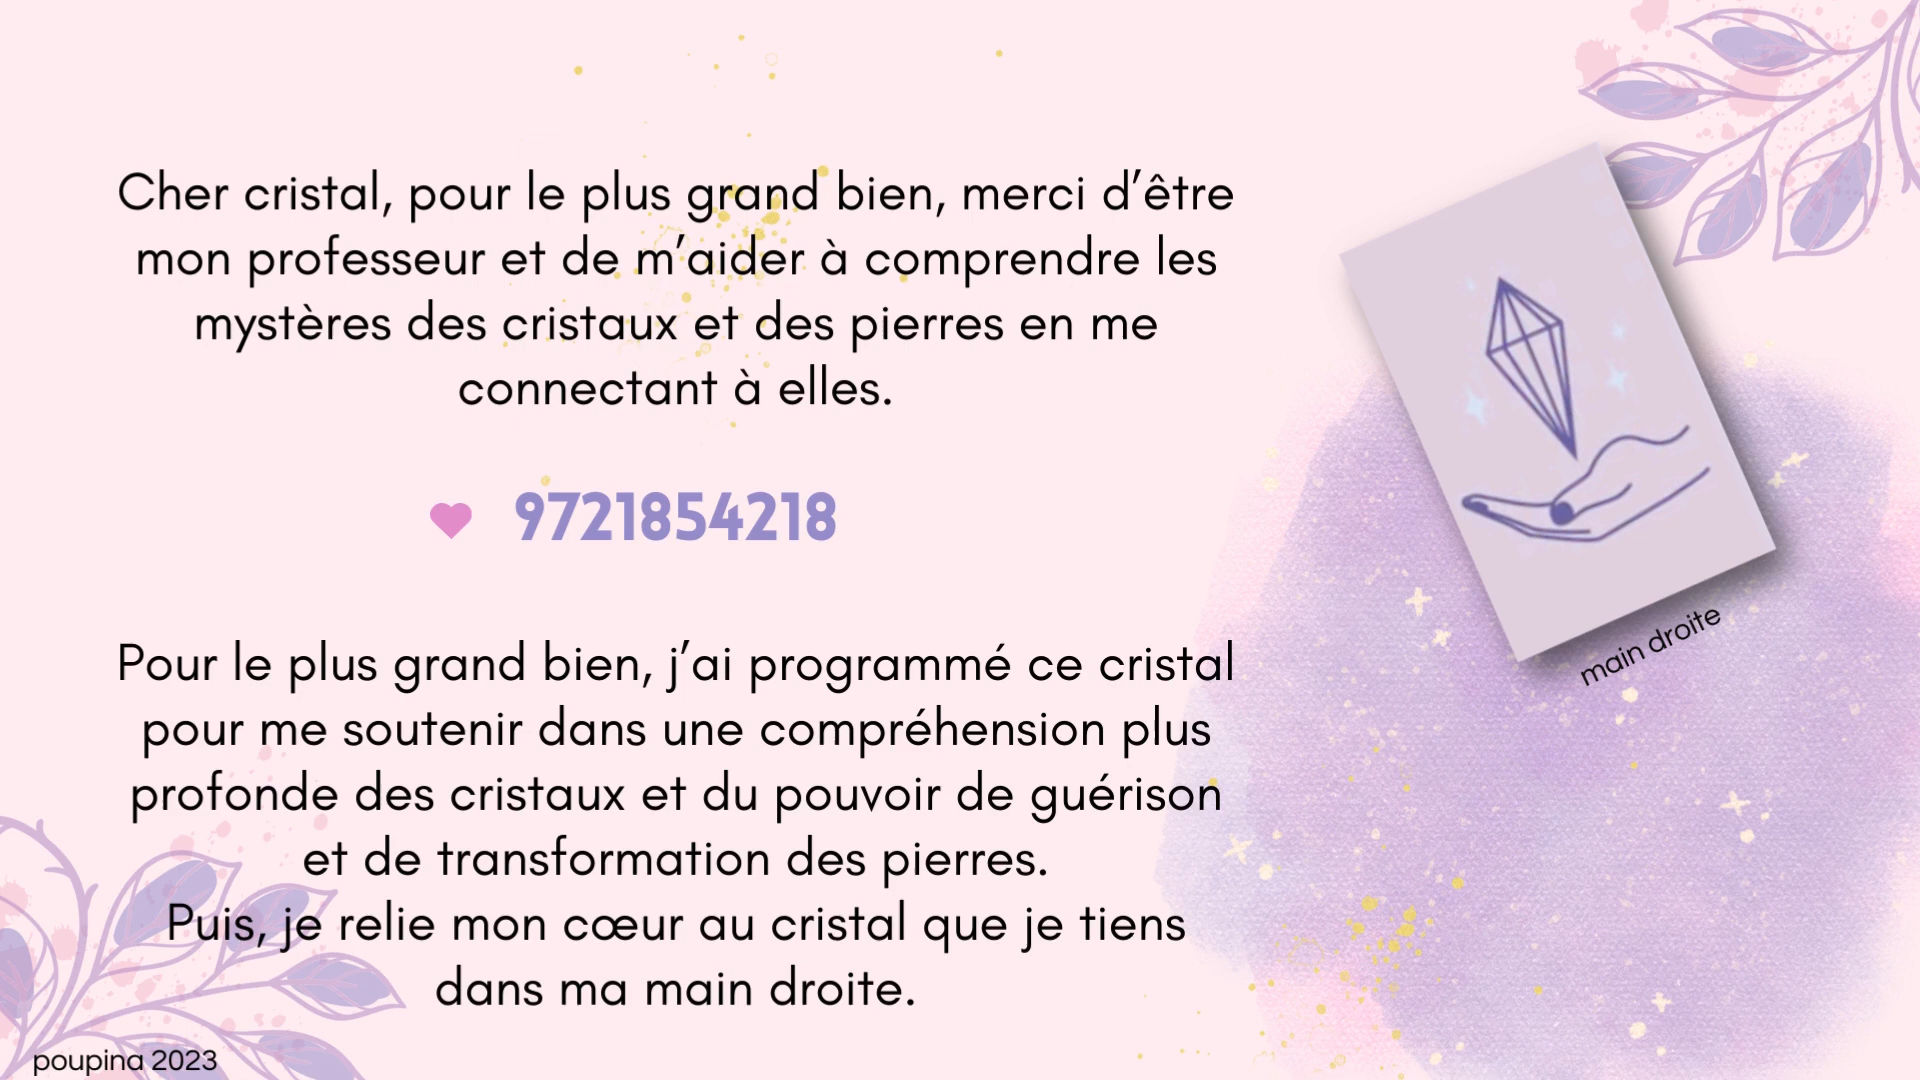 Cher cristal, pour le plus grand bien, merci d’être
mon professeur et de m’aider à comprendre les
mystères des cristaux et des pierres en me
connectant à elles.
9721854218
Pour le plus grand bien, j’ai programmé ce cristal
pour me soutenir dans une compréhension plus
profonde des cristaux et du pouvoir de guérison
et de transformation des pierres.
Puis, je relie mon cœur au cristal que je tiens
dans ma main droite.
main droite
poupina 2023